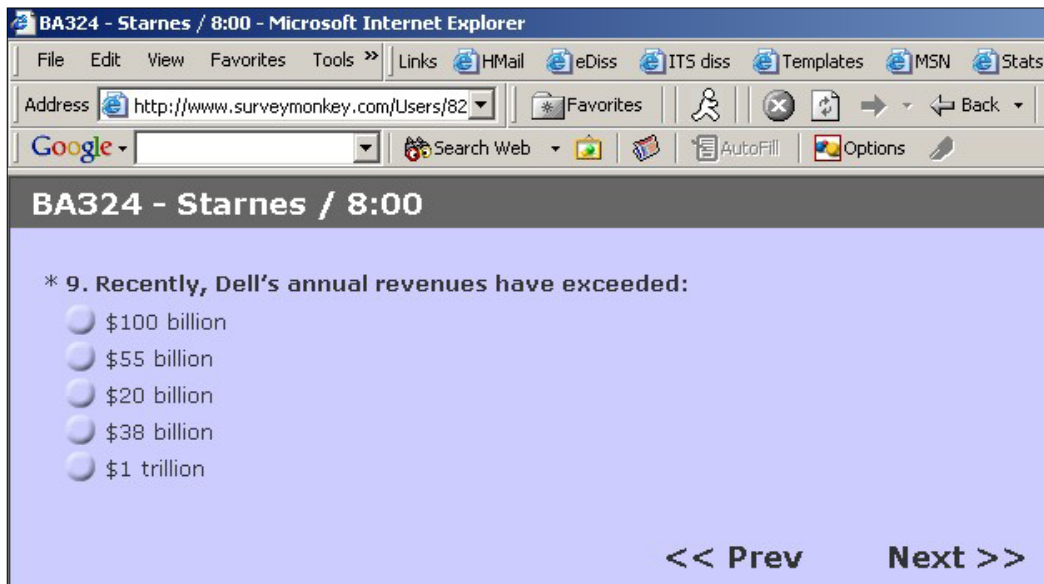 BA324 - Starnes / 8:00 - Microsoft Internet Explorer
File Edit View Favorites Tools » Links HMail eDiss ITS diss Templates MSN Stats
Address http://www.surveymonkey.com/Users/82 Favorites Back
Google Search Web AutoFill Options
BA324 - Starnes / 8:00
* 9. Recently, Dell's annual revenues have exceeded:
$100 billion
$55 billion
$20 billion
$38 billion
$1 trillion
<< Prev Next >>